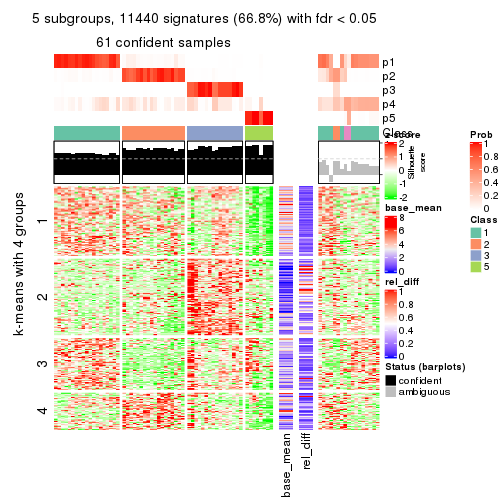 5 subgroups, 11440 signatures (66.8%) with fdr < 0.05
61 confident samples
p1
p2
p3
p4
p5
Class
z-score
2
1
0
-1
-2
Silhouette
score
Prob
1
0.8
0.6
0.4
0.2
0
base_mean
8
6
4
2
0
Class
1
2
3
5
rel_diff
1
0.8
0.6
0.4
0.2
0
Status (barplots)
confident
ambiguous
k-means with 4 groups
1
2
3
4
base_mean
rel_diff